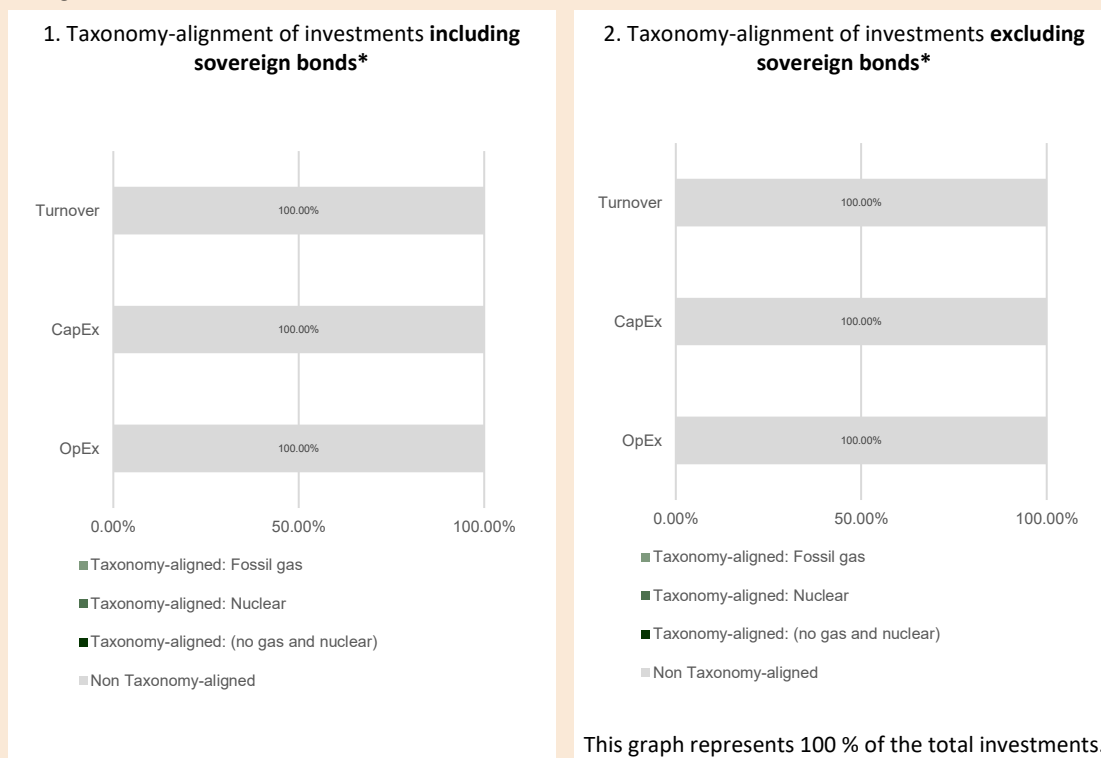 1. Taxonomy-alignment of investments including
sovereign bonds*
Turnover
100.00%
CapEx
100.00%
OpEx
100.00%
0.00% 50.00% 100.00%
Taxonomy-aligned: Fossil gas
Taxonomy-aligned: Nuclear
Taxonomy-aligned: (no gas and nuclear)
Non Taxonomy-aligned
2. Taxonomy-alignment of investments excluding
sovereign bonds*
Turnover
100.00%
CapEx
100.00%
OpEx
100.00%
0.00% 50.00% 100.00%
Taxonomy-aligned: Fossil gas
Taxonomy-aligned: Nuclear
Taxonomy-aligned: (no gas and nuclear)
Non Taxonomy-aligned
This graph represents 100 % of the total investments.